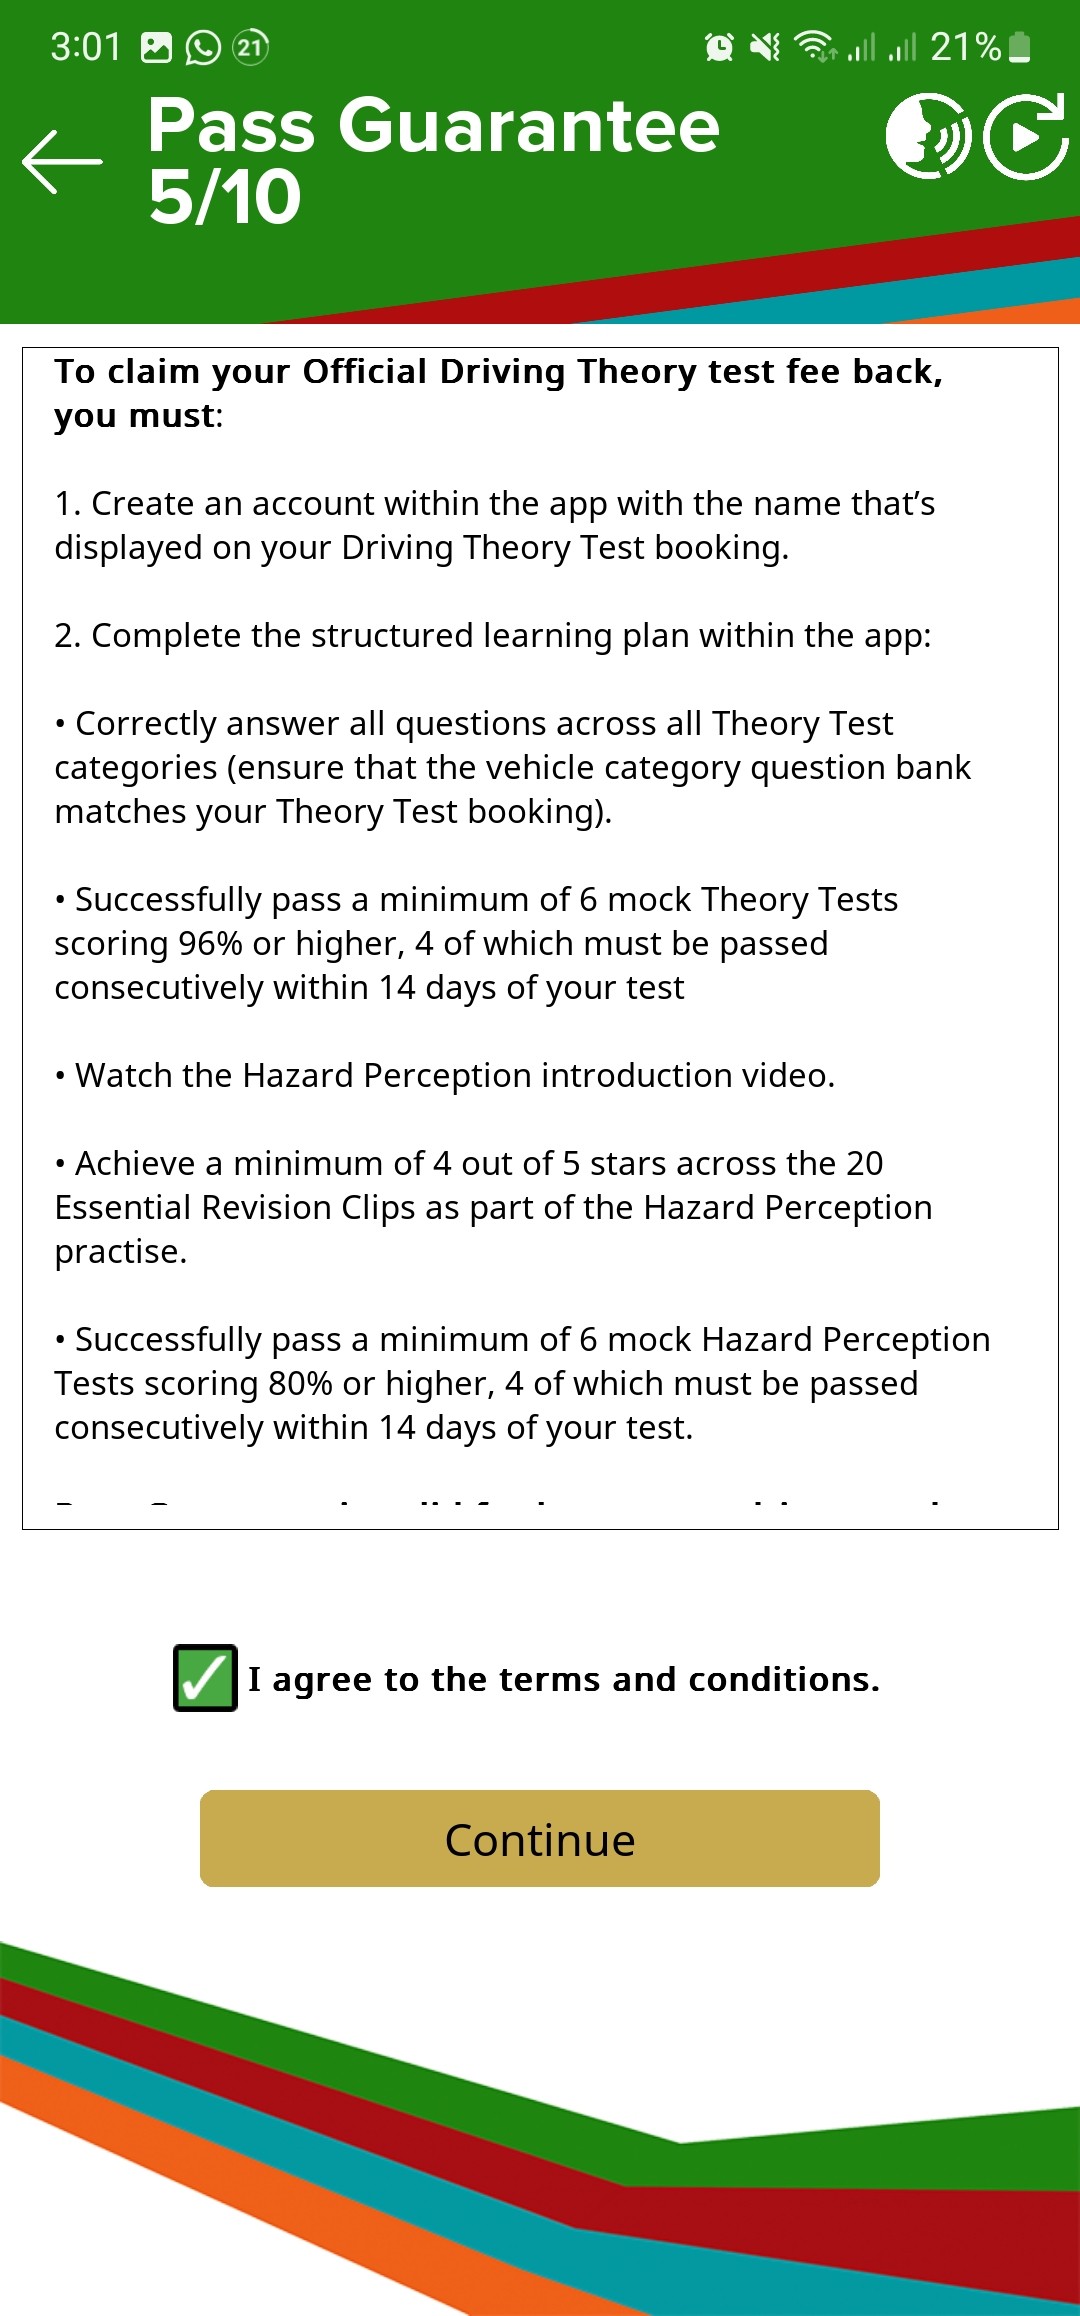 3:01 21 21%
Pass Guarantee
5/10
To claim your Official Driving Theory test fee back,
you must:
1. Create an account within the app with the name that’s
displayed on your Driving Theory Test booking.
2. Complete the structured learning plan within the app:
• Correctly answer all questions across all Theory Test
categories (ensure that the vehicle category question bank
matches your Theory Test booking).
• Successfully pass a minimum of 6 mock Theory Tests
scoring 96% or higher, 4 of which must be passed
consecutively within 14 days of your test
• Watch the Hazard Perception introduction video.
• Achieve a minimum of 4 out of 5 stars across the 20
Essential Revision Clips as part of the Hazard Perception
practise.
• Successfully pass a minimum of 6 mock Hazard Perception
Tests scoring 80% or higher, 4 of which must be passed
consecutively within 14 days of your test.
I agree to the terms and conditions.
Continue